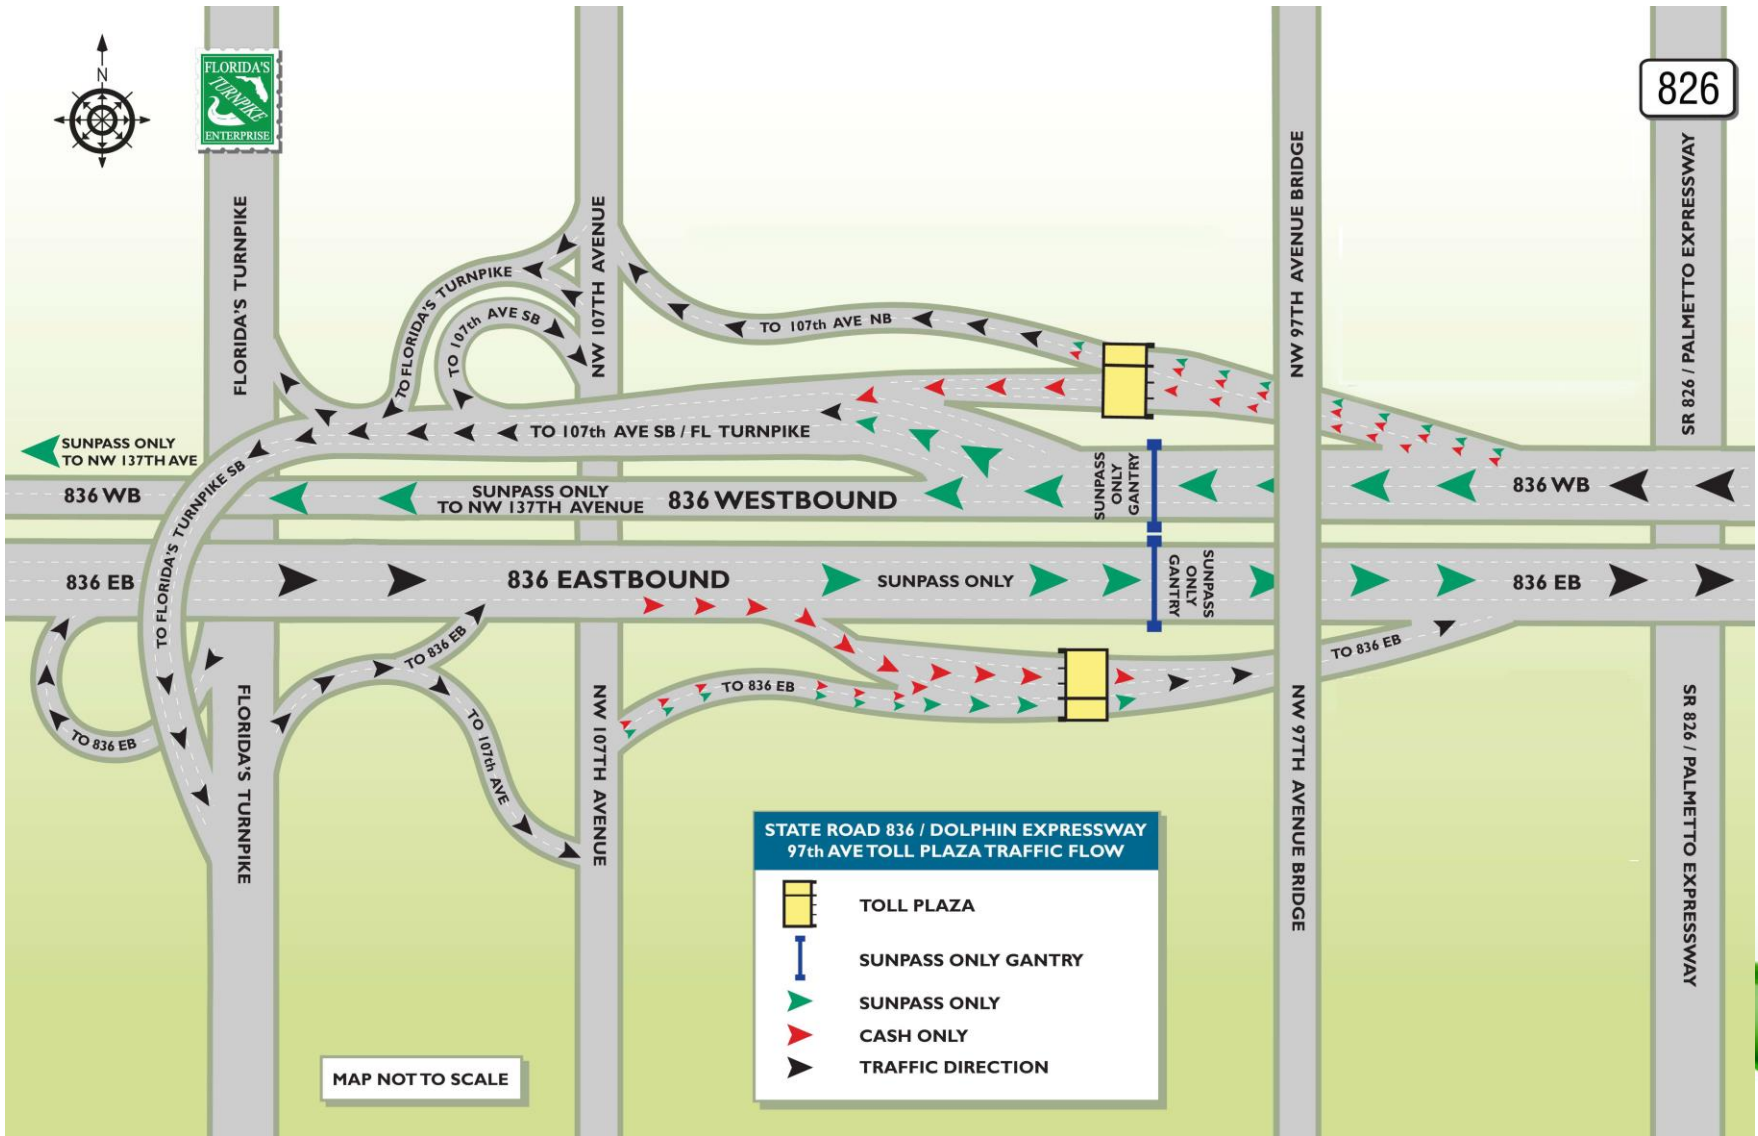 N
FLORIDA'S
TURNPIKE
ENTERPRISE
826
FLORIDA'S TURNPIKE
NW 107TH AVENUE
NW 97TH AVENUE BRIDGE
SR 826 / PALMETTO EXPRESSWAY
TO FLORIDA'S TURNPIKE
TO 107th AVE SB
TO 107th AVE NB
TO 107th AVE SB / FL TURNPIKE
SUNPASS ONLY
TO NW 137TH AVE
TO FLORIDA'S TURNPIKE SB
836 WB
SUNPASS ONLY
TO NW 137TH AVENUE
836 WESTBOUND
SUNPASS
ONLY
GANTRY
836 WB
836 EB
836 EASTBOUND
SUNPASS ONLY
SUNPASS
ONLY
GANTRY
836 EB
TO 836 EB
TO 836 EB
TO 836 EB
TO 836 EB
TO 107th AVE
FLORIDA'S TURNPIKE
NW 107TH AVENUE
NW 97TH AVENUE BRIDGE
SR 826 / PALMETTO EXPRESSWAY
STATE ROAD 836 / DOLPHIN EXPRESSWAY
97th AVE TOLL PLAZA TRAFFIC FLOW
TOLL PLAZA
SUNPASS ONLY GANTRY
SUNPASS ONLY
CASH ONLY
TRAFFIC DIRECTION
MAP NOT TO SCALE